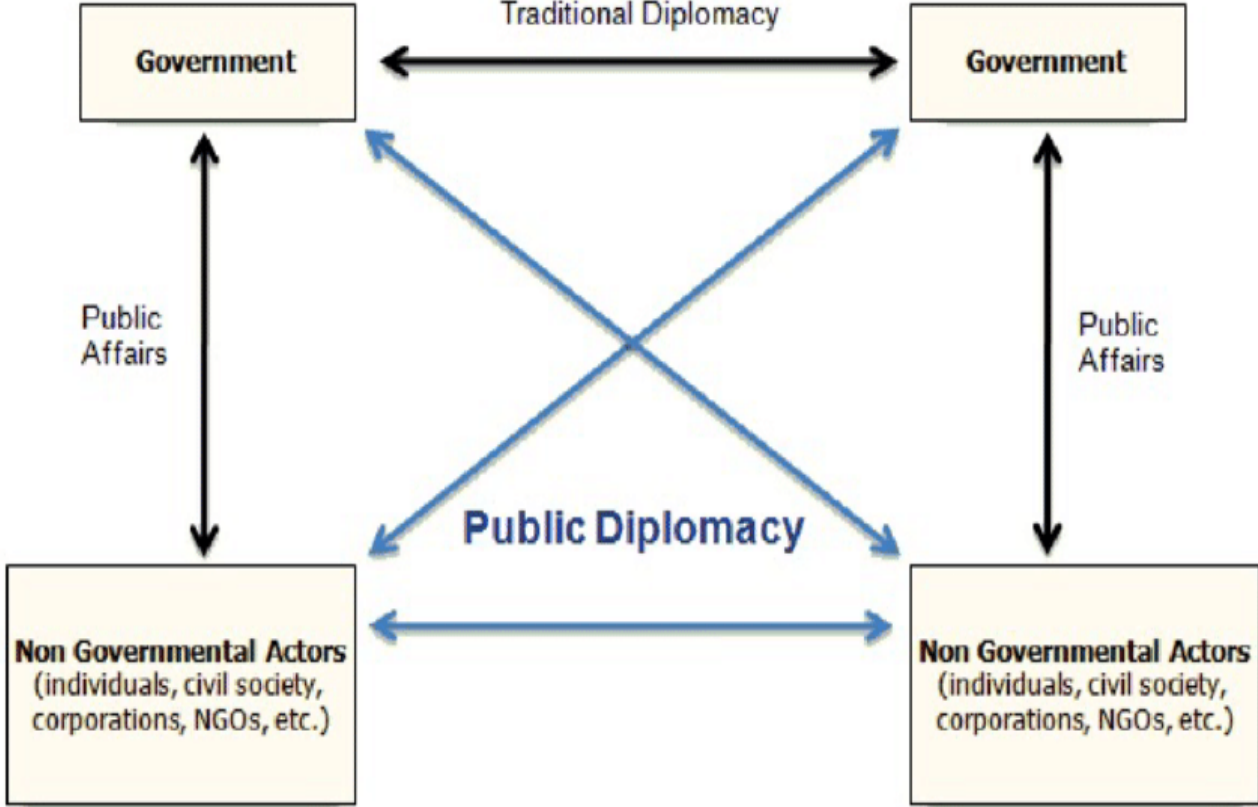 Traditional Diplomacy
Government
Government
Public
Affairs
Public
Affairs
Public Diplomacy
Non Governmental Actors
(individuals, civil society,
corporations, NGOs, etc.)
Non Governmental Actors
(individuals, civil society,
corporations, NGOs, etc.)